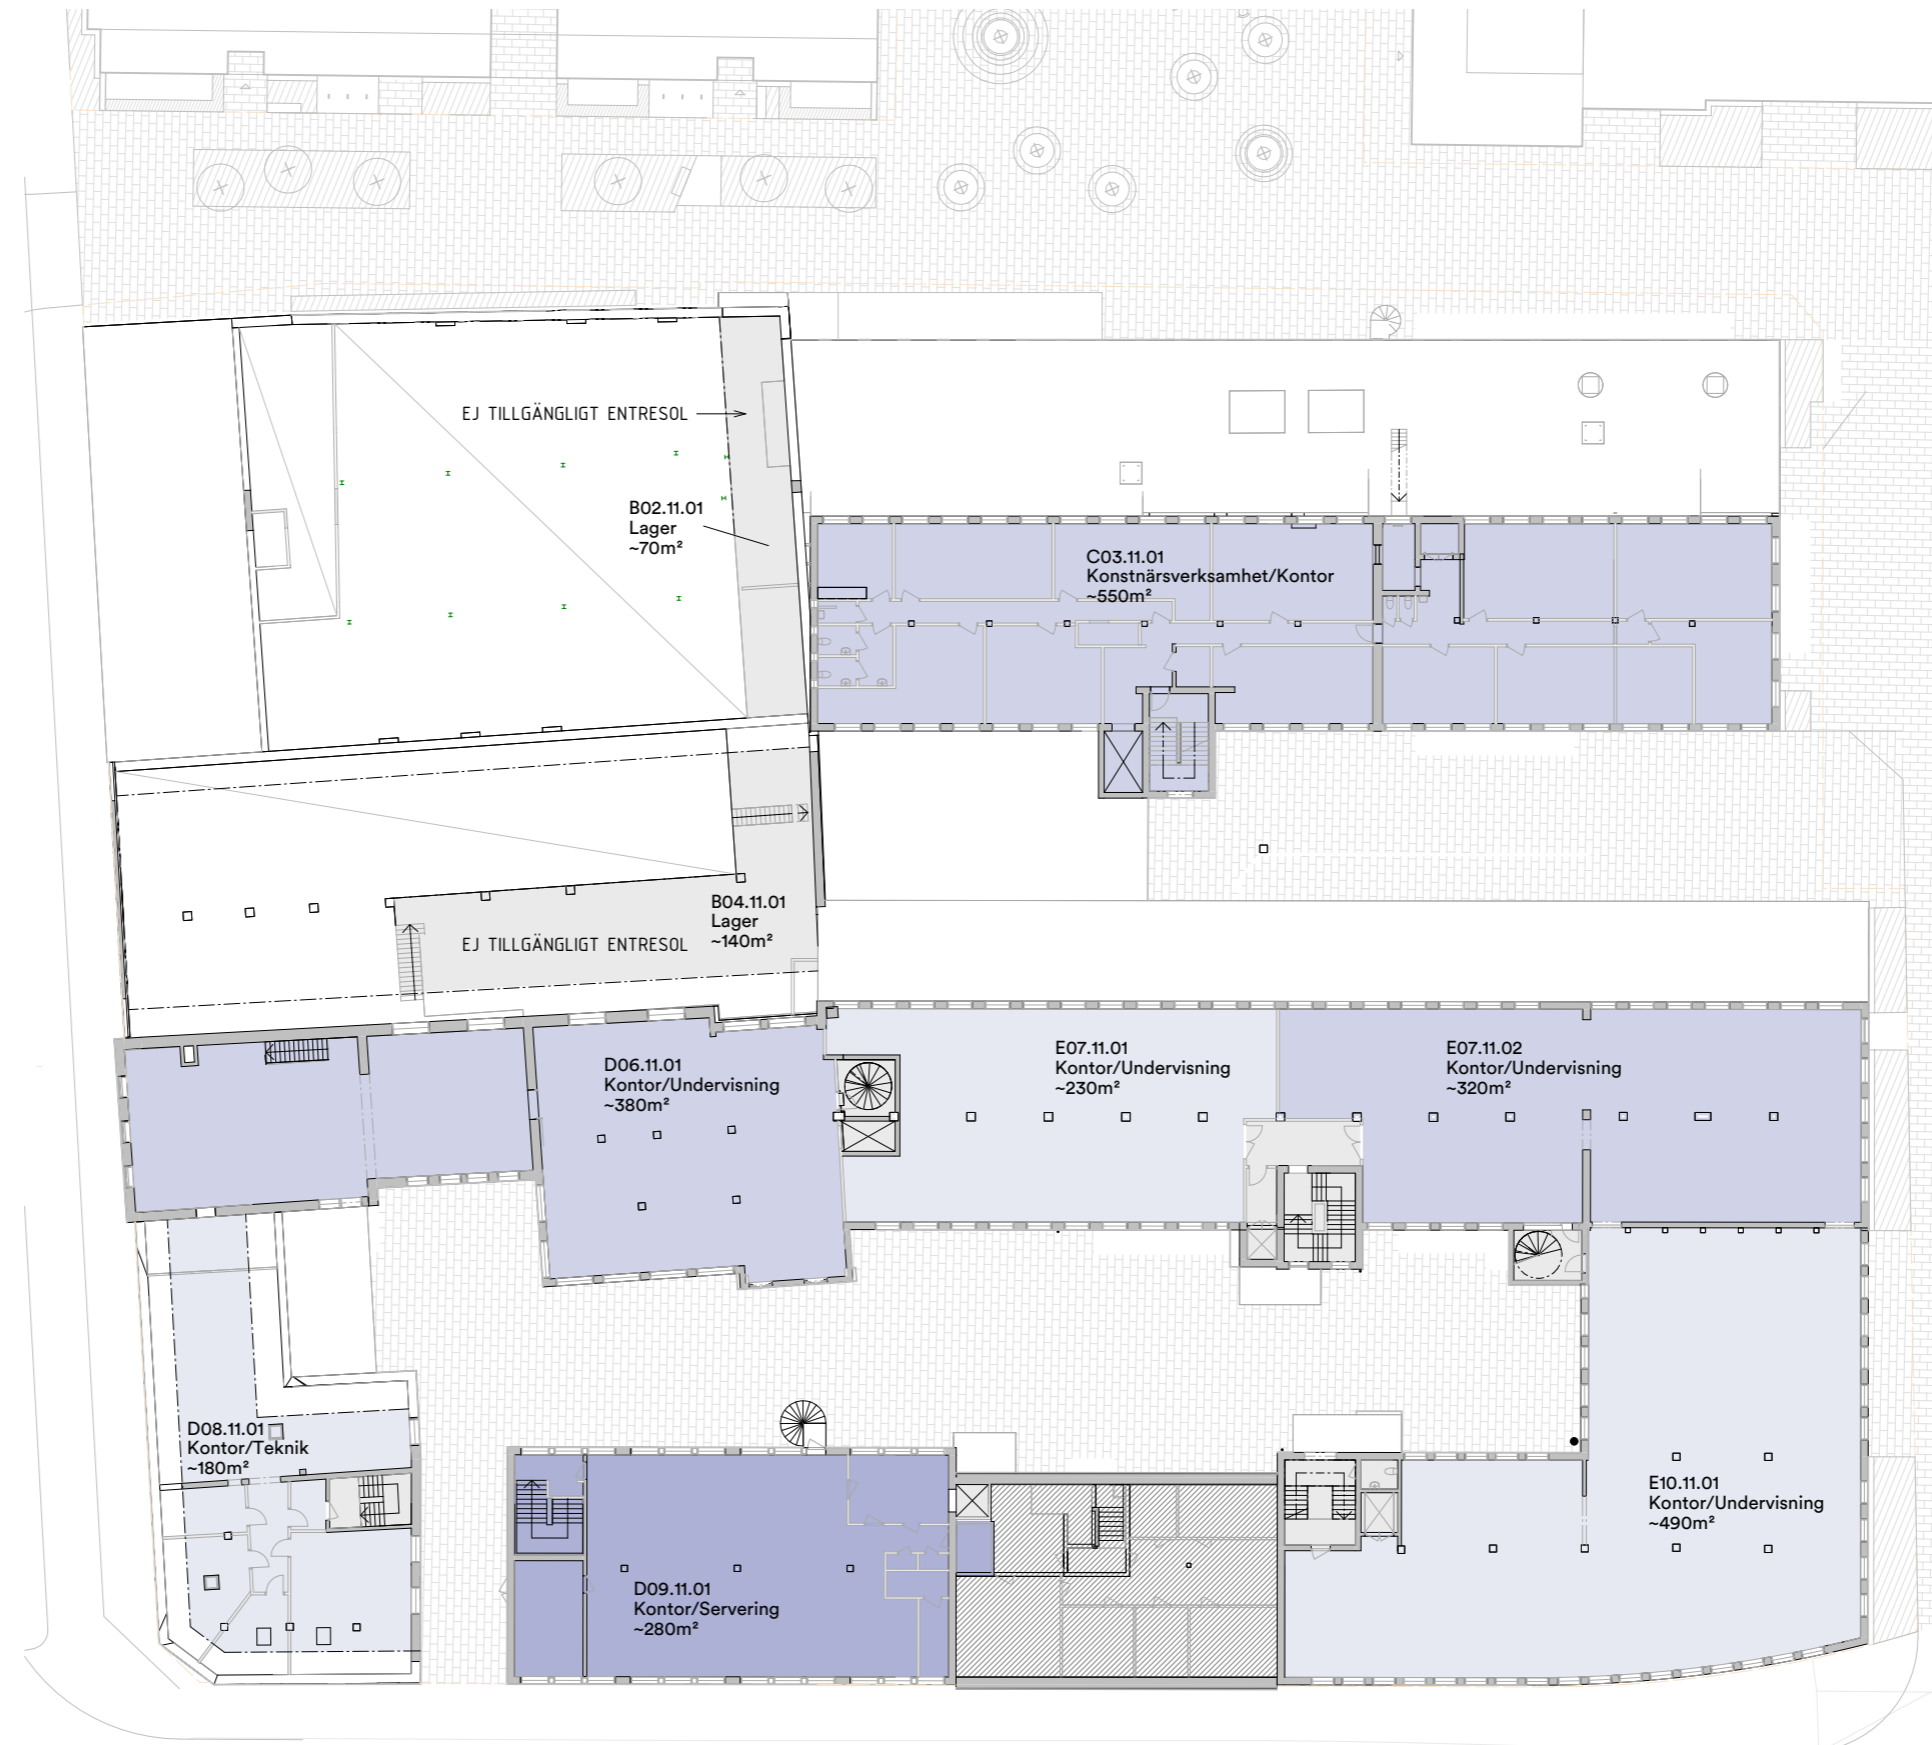 EJ TILLGÄNGLIGT ENTRESOL
B02.11.01
Lager
~70m²
C03.11.01
Konstnärsverksamhet/Kontor
~550m²
B04.11.01
Lager
~140m²
EJ TILLGÄNGLIGT ENTRESOL
D06.11.01
Kontor/Undervisning
~380m²
E07.11.01
Kontor/Undervisning
~230m²
E07.11.02
Kontor/Undervisning
~320m²
D08.11.01
Kontor/Teknik
~180m²
D09.11.01
Kontor/Servering
~280m²
E10.11.01
Kontor/Undervisning
~490m²